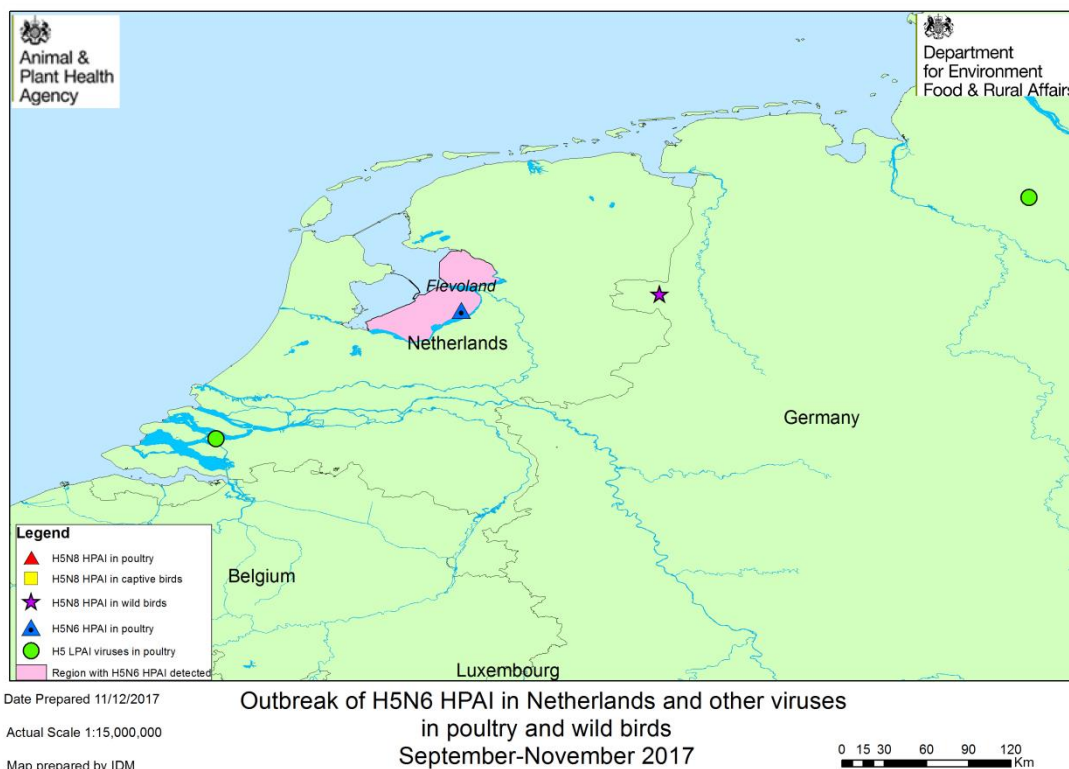 Animal &
Plant Health
Agency
Department
for Environment
Food & Rural Affairs
Flevoland
Netherlands
Germany
Belgium
Luxembourg
Legend
H5N8 HPAI in poultry
H5N8 HPAI in captive birds
H5N8 HPAI in wild birds
H5N6 HPAI in poultry
H5 LPAI viruses in poultry
Region with H5N6 HPAI detected
Date Prepared 11/12/2017
Actual Scale 1:15,000,000
Map prepared by IDM
Outbreak of H5N6 HPAI in Netherlands and other viruses
in poultry and wild birds
September-November 2017
0 15 30 60 90 120
Km